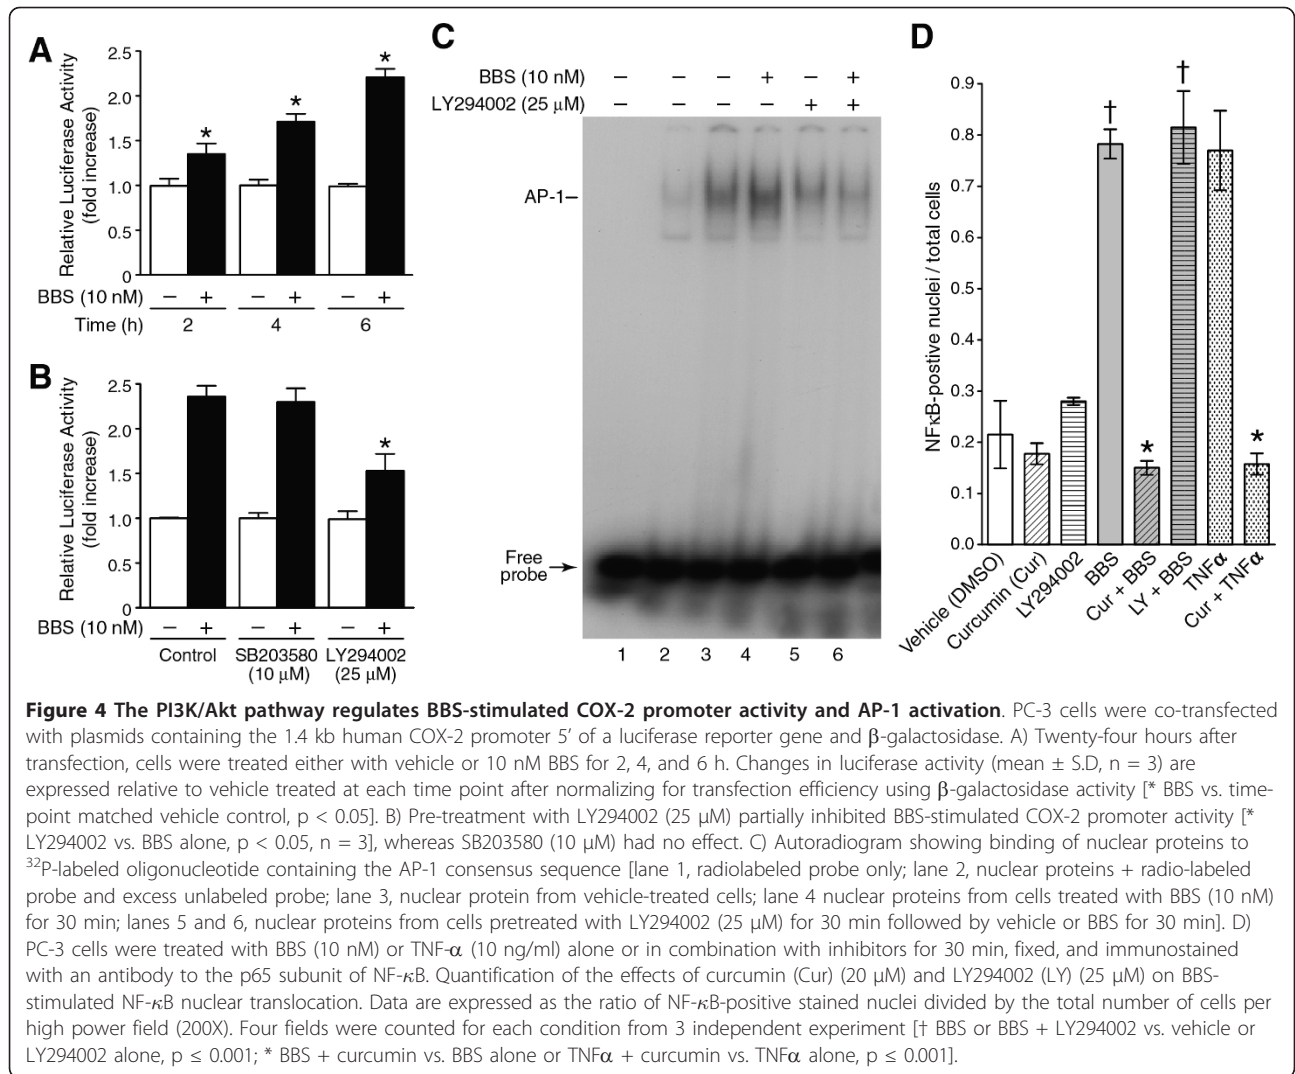 A
Relative Luciferase Activity
(fold increase)
2.5
2.0
1.5
1.0
0.5
0
*
*
*
BBS (10 nM) − + − + − +
Time (h) 2 4 6
B
Relative Luciferase Activity
(fold increase)
2.5
2.0
1.5
1.0
0.5
0
*
BBS (10 nM) − + − + − +
Control SB203580 LY294002
(10 μM) (25 μM)
C
BBS (10 nM) − − − + − +
LY294002 (25 μM) − − − − + +
AP-1−
Free
probe
1 2 3 4 5 6
D
NFκB-postive nuclei / total cells
0.9
0.8
0.7
0.6
0.5
0.4
0.3
0.2
0.1
0.0
†
*
†
*
Vehicle (DMSO)
Curcumin (Cur)
LY294002
BBS
Cur + BBS
LY + BBS
TNFα
Cur + TNFα
Figure 4 The PI3K/Akt pathway regulates BBS-stimulated COX-2 promoter activity and AP-1 activation. PC-3 cells were co-transfected
with plasmids containing the 1.4 kb human COX-2 promoter 5’ of a luciferase reporter gene and β-galactosidase. A) Twenty-four hours after
transfection, cells were treated either with vehicle or 10 nM BBS for 2, 4, and 6 h. Changes in luciferase activity (mean ± S.D, n = 3) are
expressed relative to vehicle treated at each time point after normalizing for transfection efficiency using β-galactosidase activity [* BBS vs. time-
point matched vehicle control, p < 0.05]. B) Pre-treatment with LY294002 (25 μM) partially inhibited BBS-stimulated COX-2 promoter activity [*
LY294002 vs. BBS alone, p < 0.05, n = 3], whereas SB203580 (10 μM) had no effect. C) Autoradiogram showing binding of nuclear proteins to
³²P-labeled oligonucleotide containing the AP-1 consensus sequence [lane 1, radiolabeled probe only; lane 2, nuclear proteins + radio-labeled
probe and excess unlabeled probe; lane 3, nuclear protein from vehicle-treated cells; lane 4 nuclear proteins from cells treated with BBS (10 nM)
for 30 min; lanes 5 and 6, nuclear proteins from cells pretreated with LY294002 (25 μM) for 30 min followed by vehicle or BBS for 30 min]. D)
PC-3 cells were treated with BBS (10 nM) or TNF-α (10 ng/ml) alone or in combination with inhibitors for 30 min, fixed, and immunostained
with an antibody to the p65 subunit of NF-κB. Quantification of the effects of curcumin (Cur) (20 μM) and LY294002 (LY) (25 μM) on BBS-
stimulated NF-κB nuclear translocation. Data are expressed as the ratio of NF-κB-positive stained nuclei divided by the total number of cells per
high power field (200X). Four fields were counted for each condition from 3 independent experiment [† BBS or BBS + LY294002 vs. vehicle or
LY294002 alone, p ≤ 0.001; * BBS + curcumin vs. BBS alone or TNFα + curcumin vs. TNFα alone, p ≤ 0.001].